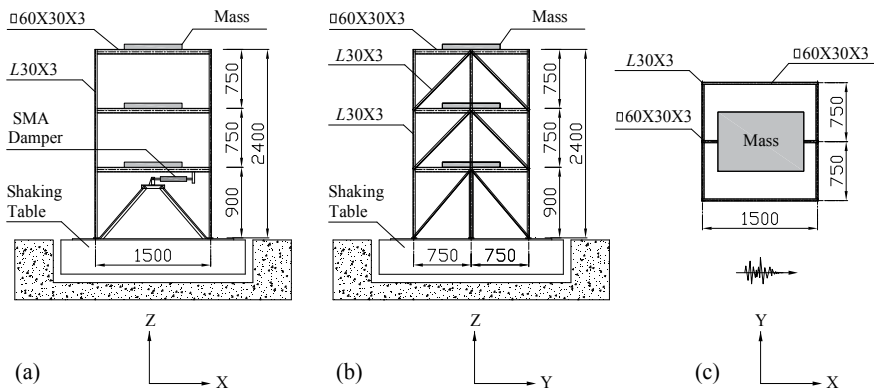 □60X30X3
Mass
L30X3
SMA
Damper
Shaking
Table
750
750
900
2400
1500
Z
X
(a)
□60X30X3
Mass
L30X3
L30X3
Shaking
Table
750
750
900
2400
750
750
Z
Y
(b)
□60X30X3
L30X3
□60X30X3
Mass
750
750
1500
Y
X
(c)